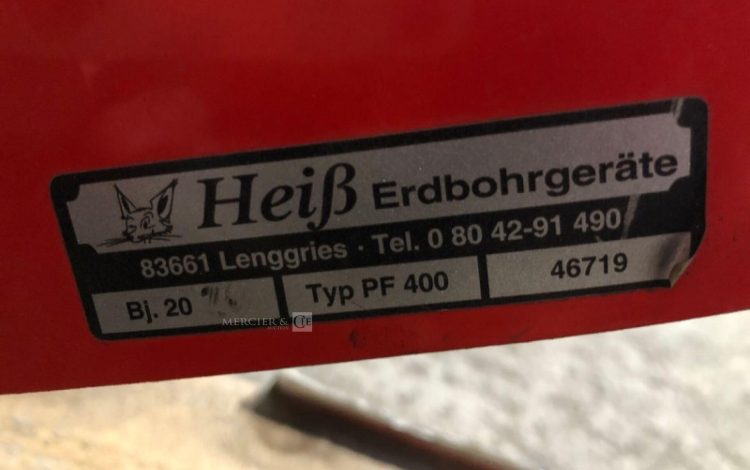 Heiß Erdbohrgeräte
83661 Lenggries · Tel. 0 80 42-91 490
Bj. 20
Typ PF 400
46719
MERCIER & CIE